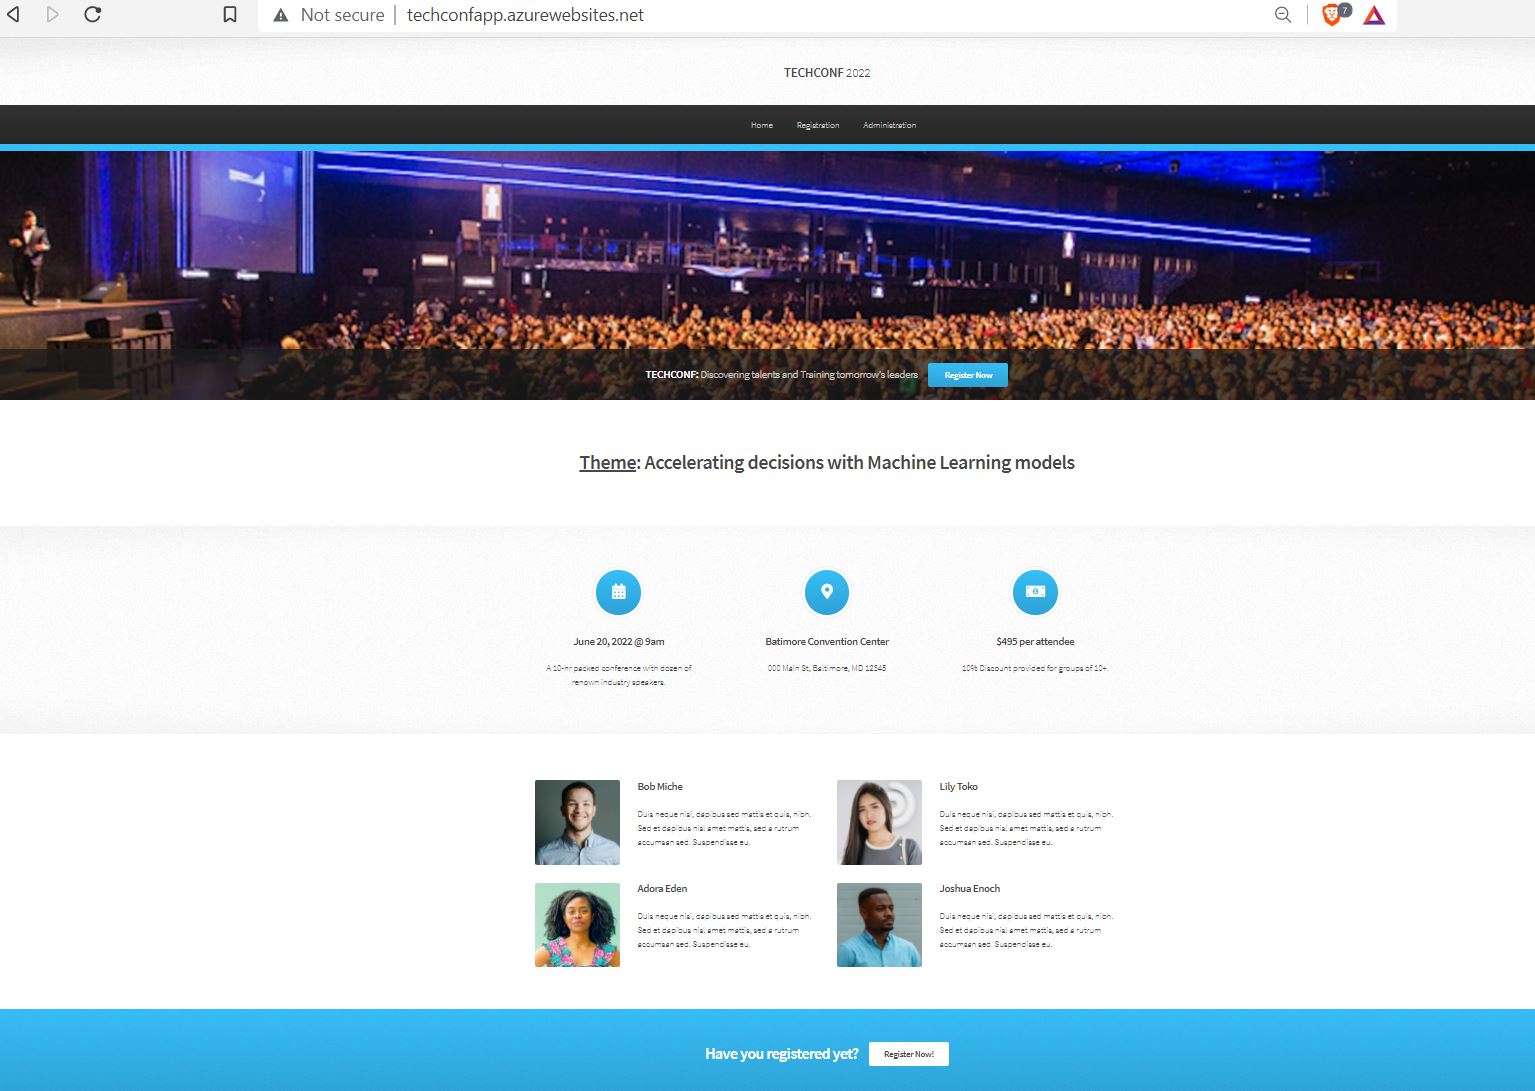 Not secure techconfapp.azurewebsites.net
7
TECHCONF 2022
Home Registration Administration
TECHCONF: Discovering talents and Training tomorrow's leaders Register Now
Theme: Accelerating decisions with Machine Learning models
June 20, 2022 @ 9am
A 10-hr packed conference with dozen of
renown industry speakers.
Batimore Convention Center
000 Main St, Baltimore, MD 12345
$495 per attendee
10% Discount provided for groups of 10+.
Bob Miche
Duis neque nisi, dapibus sed mattis et quis, nibh.
Sed et dapibus nisl amet mattis, sed a rutrum
accumsan sed. Suspendisse eu.
Lily Toko
Duis neque nisi, dapibus sed mattis et quis, nibh.
Sed et dapibus nisl amet mattis, sed a rutrum
accumsan sed. Suspendisse eu.
Adora Eden
Duis neque nisi, dapibus sed mattis et quis, nibh.
Sed et dapibus nisl amet mattis, sed a rutrum
accumsan sed. Suspendisse eu.
Joshua Enoch
Duis neque nisi, dapibus sed mattis et quis, nibh.
Sed et dapibus nisl amet mattis, sed a rutrum
accumsan sed. Suspendisse eu.
Have you registered yet? Register Now!